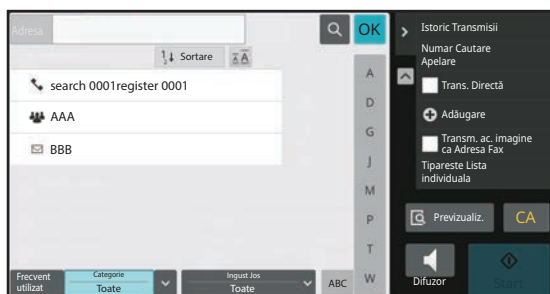 Adresa
OK
Sortare
search 0001register 0001
AAA
BBB
A
D
G
J
M
P
T
W
Frecvent
utilizat
Categorie
Toate
Ingust Jos
Toate
ABC
Istoric Transmisii
Numar Cautare
Apelare
Trans. Directă
Adăugare
Transm. ac. imagine
ca Adresa Fax
Tipareste Lista
individuala
Previzualiz.
CA
Difuzor
Start